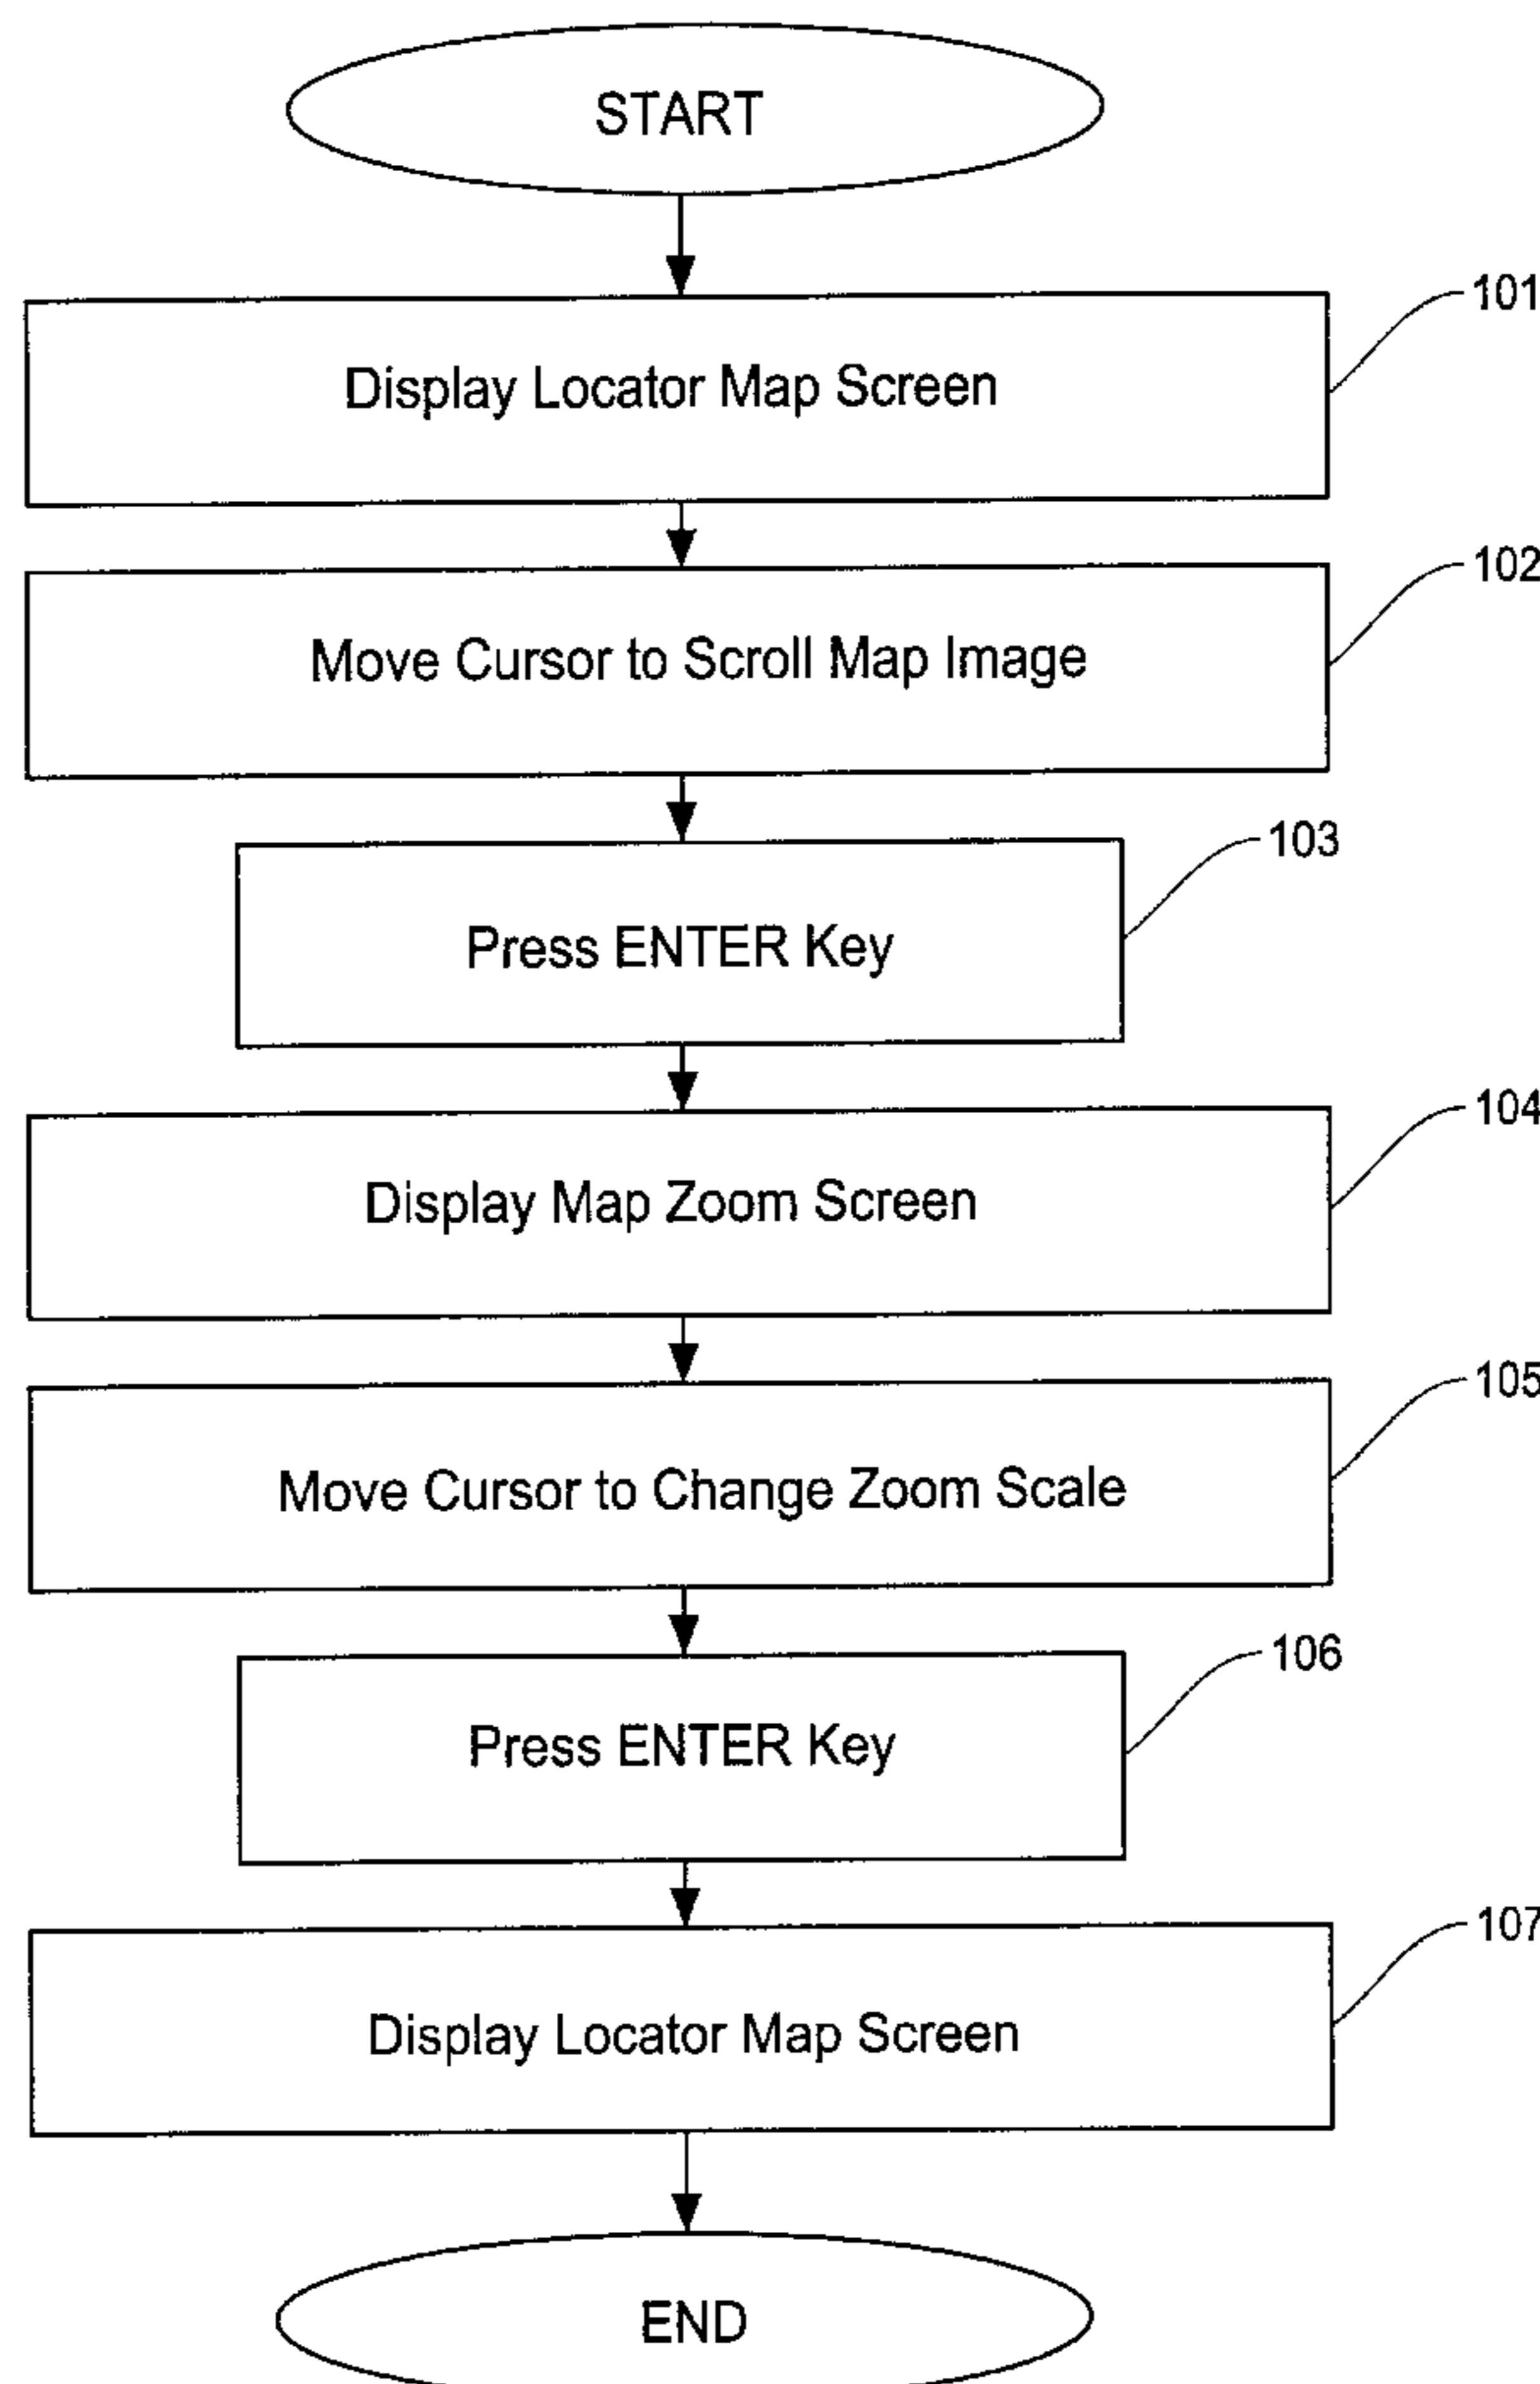 START
101
Display Locator Map Screen
102
Move Cursor to Scroll Map Image
103
Press ENTER Key
104
Display Map Zoom Screen
105
Move Cursor to Change Zoom Scale
106
Press ENTER Key
107
Display Locator Map Screen
END